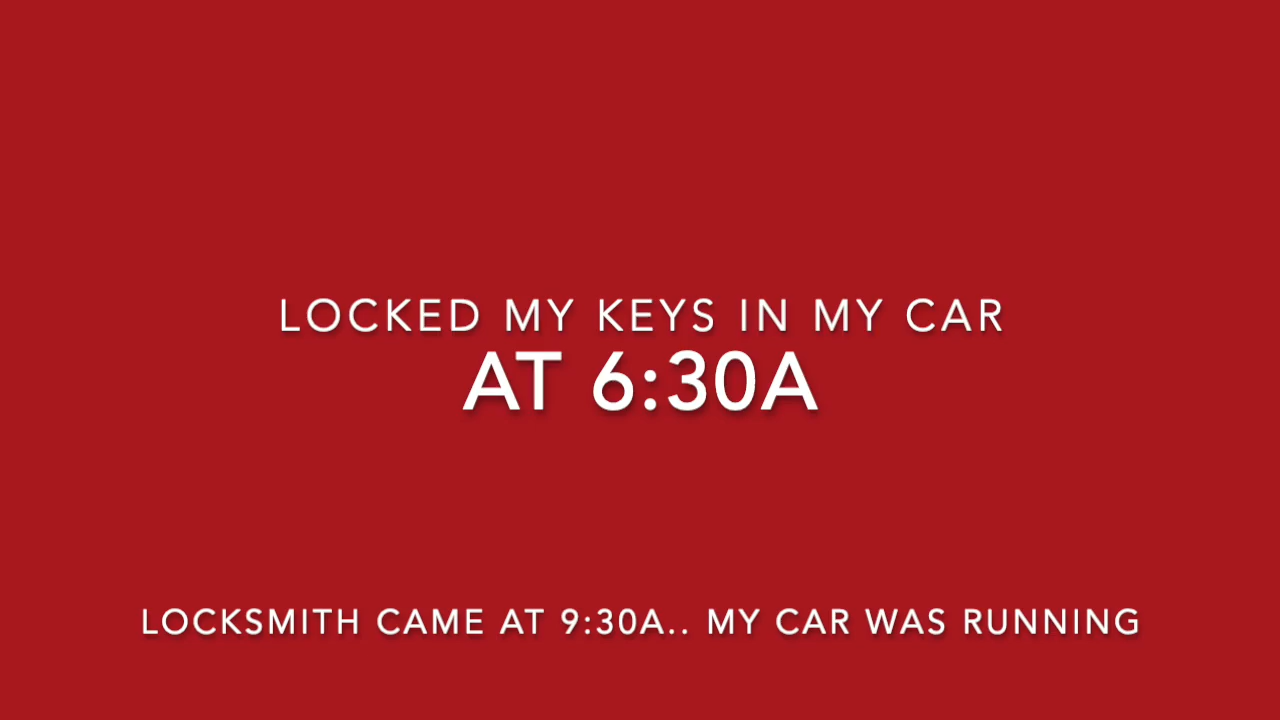 LOCKED MY KEYS IN MY CAR
AT 6:30A
LOCKSMITH CAME AT 9:30A.. MY CAR WAS RUNNING